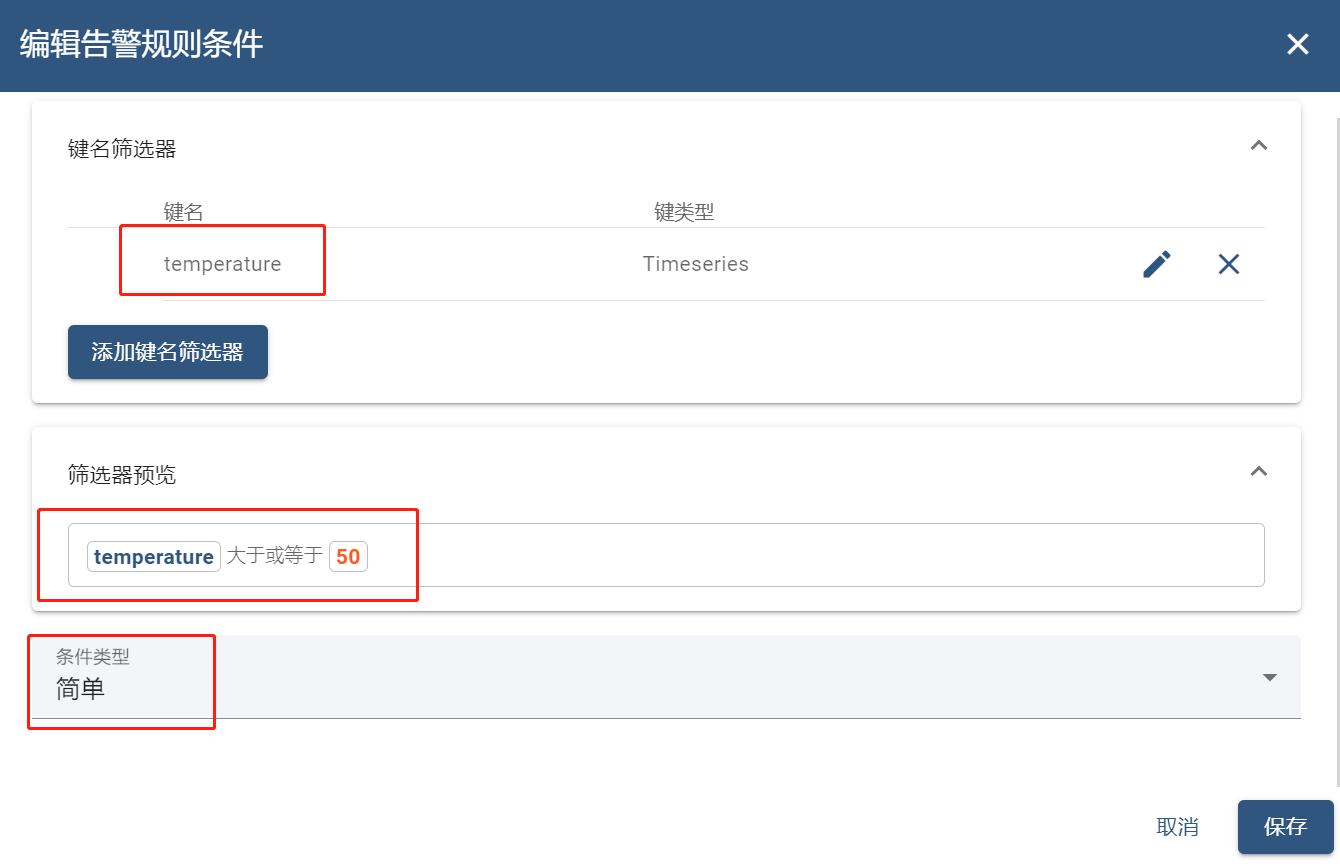 编辑告警规则条件
键名筛选器
键名 键类型
temperature Timeseries
添加键名筛选器
筛选器预览
temperature 大于或等于 50
条件类型
简单
取消 保存